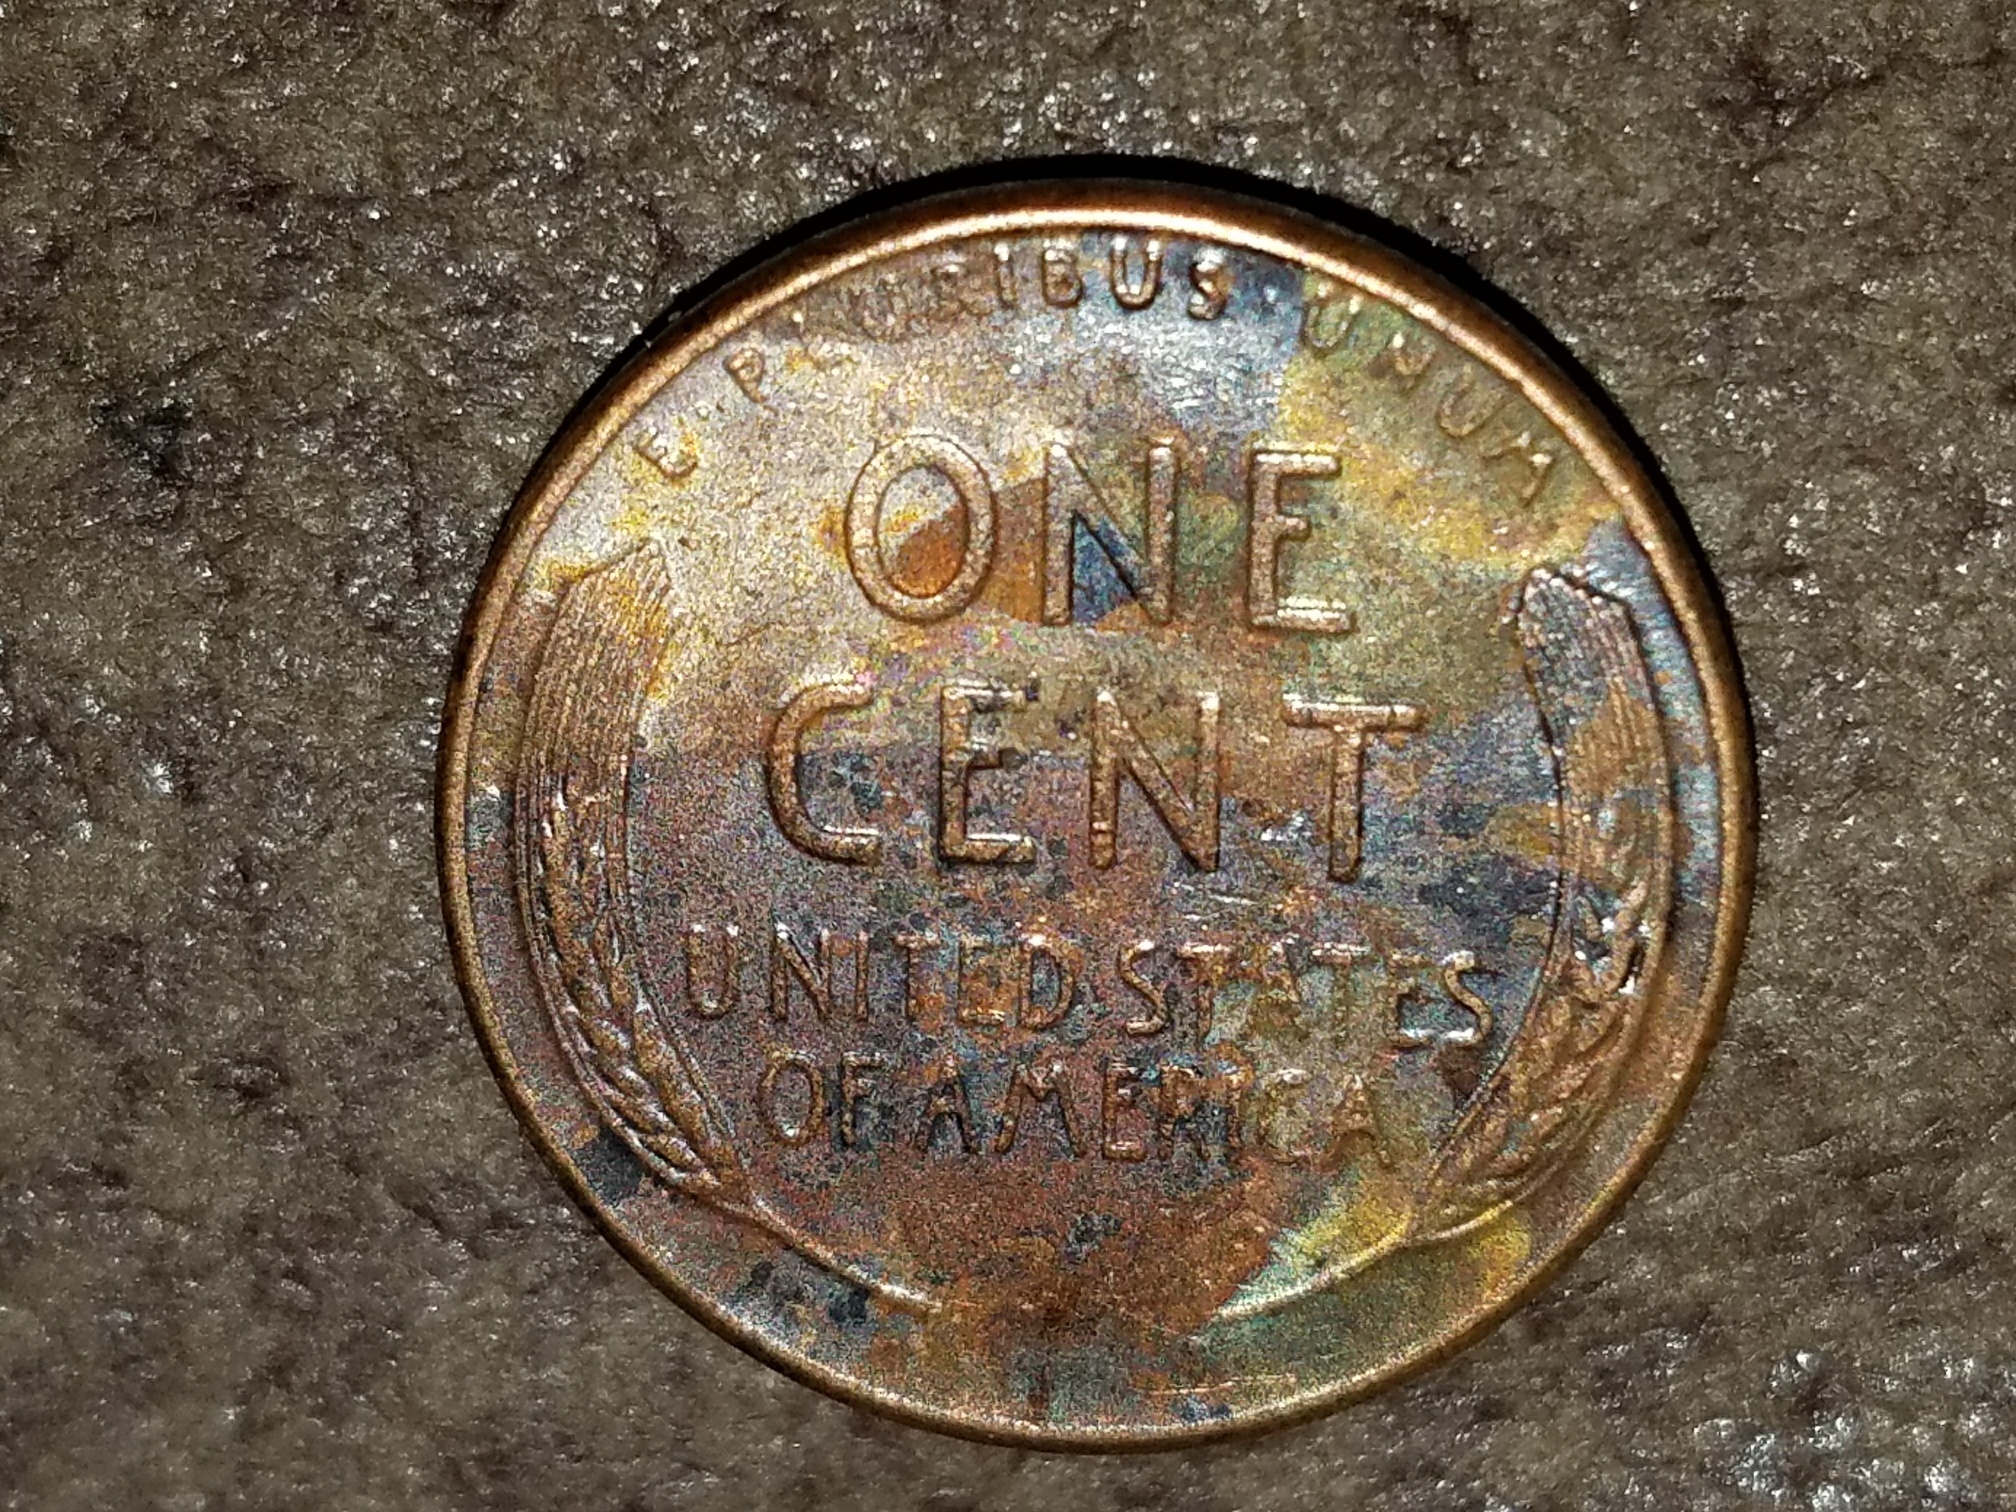 E · PLURIBUS · UNUM
ONE
CENT
UNITED STATES
OF AMERICA